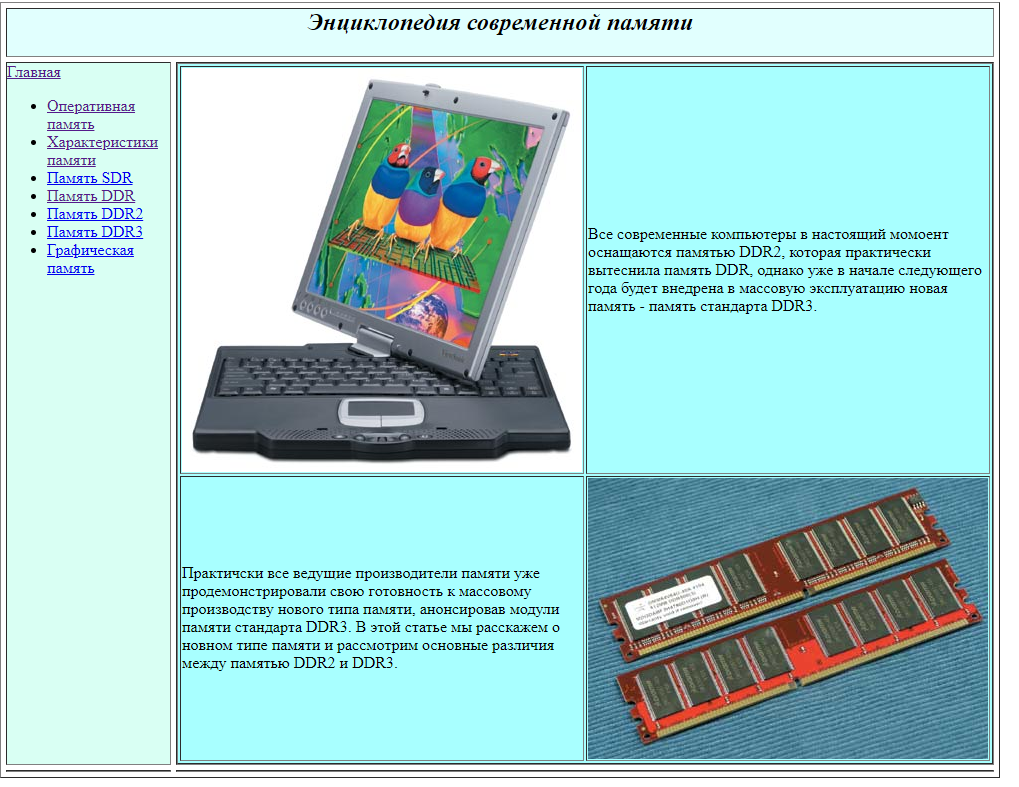 Энциклопедия современной памяти
Главная
Оперативная
память
Характеристики
памяти
Память SDR
Память DDR
Память DDR2
Память DDR3
Графическая
память
Все современные компьютеры в настоящий момоент
оснащаются памятью DDR2, которая практически
вытеснила память DDR, однако уже в начале следующего
года будет внедрена в массовую эксплуатацию новая
память - память стандарта DDR3.
Практичски все ведущие производители памяти уже
продемонстрировали свою готовность к массовому
производству нового типа памяти, анонсировав модули
памяти стандарта DDR3. В этой статье мы расскажем о
новном типе памяти и рассмотрим основные различия
между памятью DDR2 и DDR3.